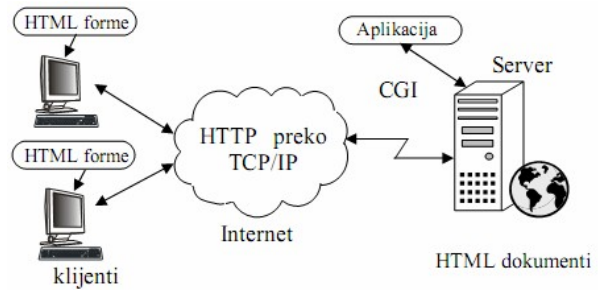 HTML forme
Aplikacija
Server
CGI
HTTP preko
TCP/IP
HTML forme
Internet
klijenti
HTML dokumenti